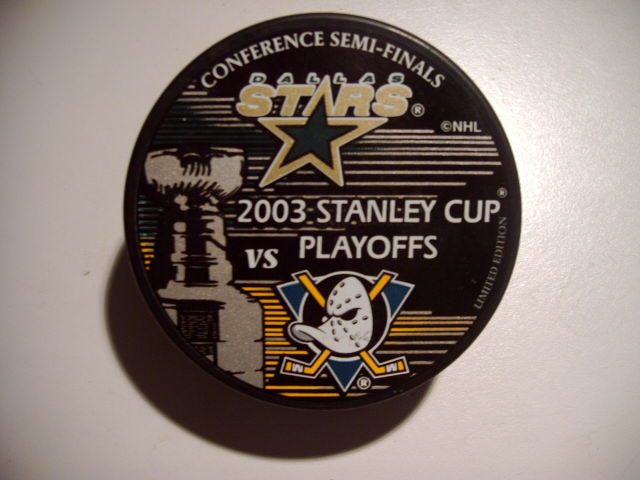 CONFERENCE SEMI-FINALS
DALLAS
STARS®
©NHL
2003 STANLEY CUP®
vs PLAYOFFS
LIMITED EDITION
®